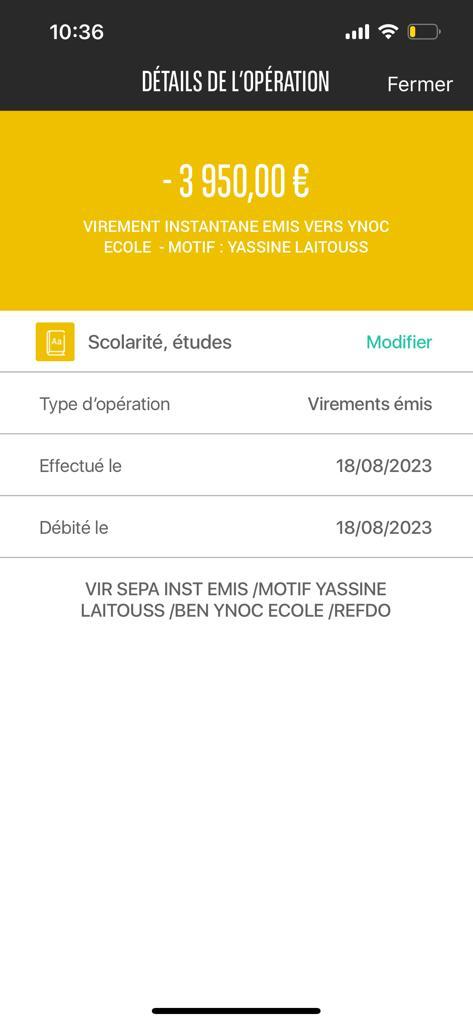 10:36
DÉTAILS DE L'OPÉRATION
Fermer
- 3 950,00 €
VIREMENT INSTANTANE EMIS VERS YNOC
ECOLE - MOTIF : YASSINE LAITOUSS
Aa
Scolarité, études
Modifier
Type d'opération
Virements émis
Effectué le
18/08/2023
Débité le
18/08/2023
VIR SEPA INST EMIS /MOTIF YASSINE
LAITOUSS /BEN YNOC ECOLE /REFDO